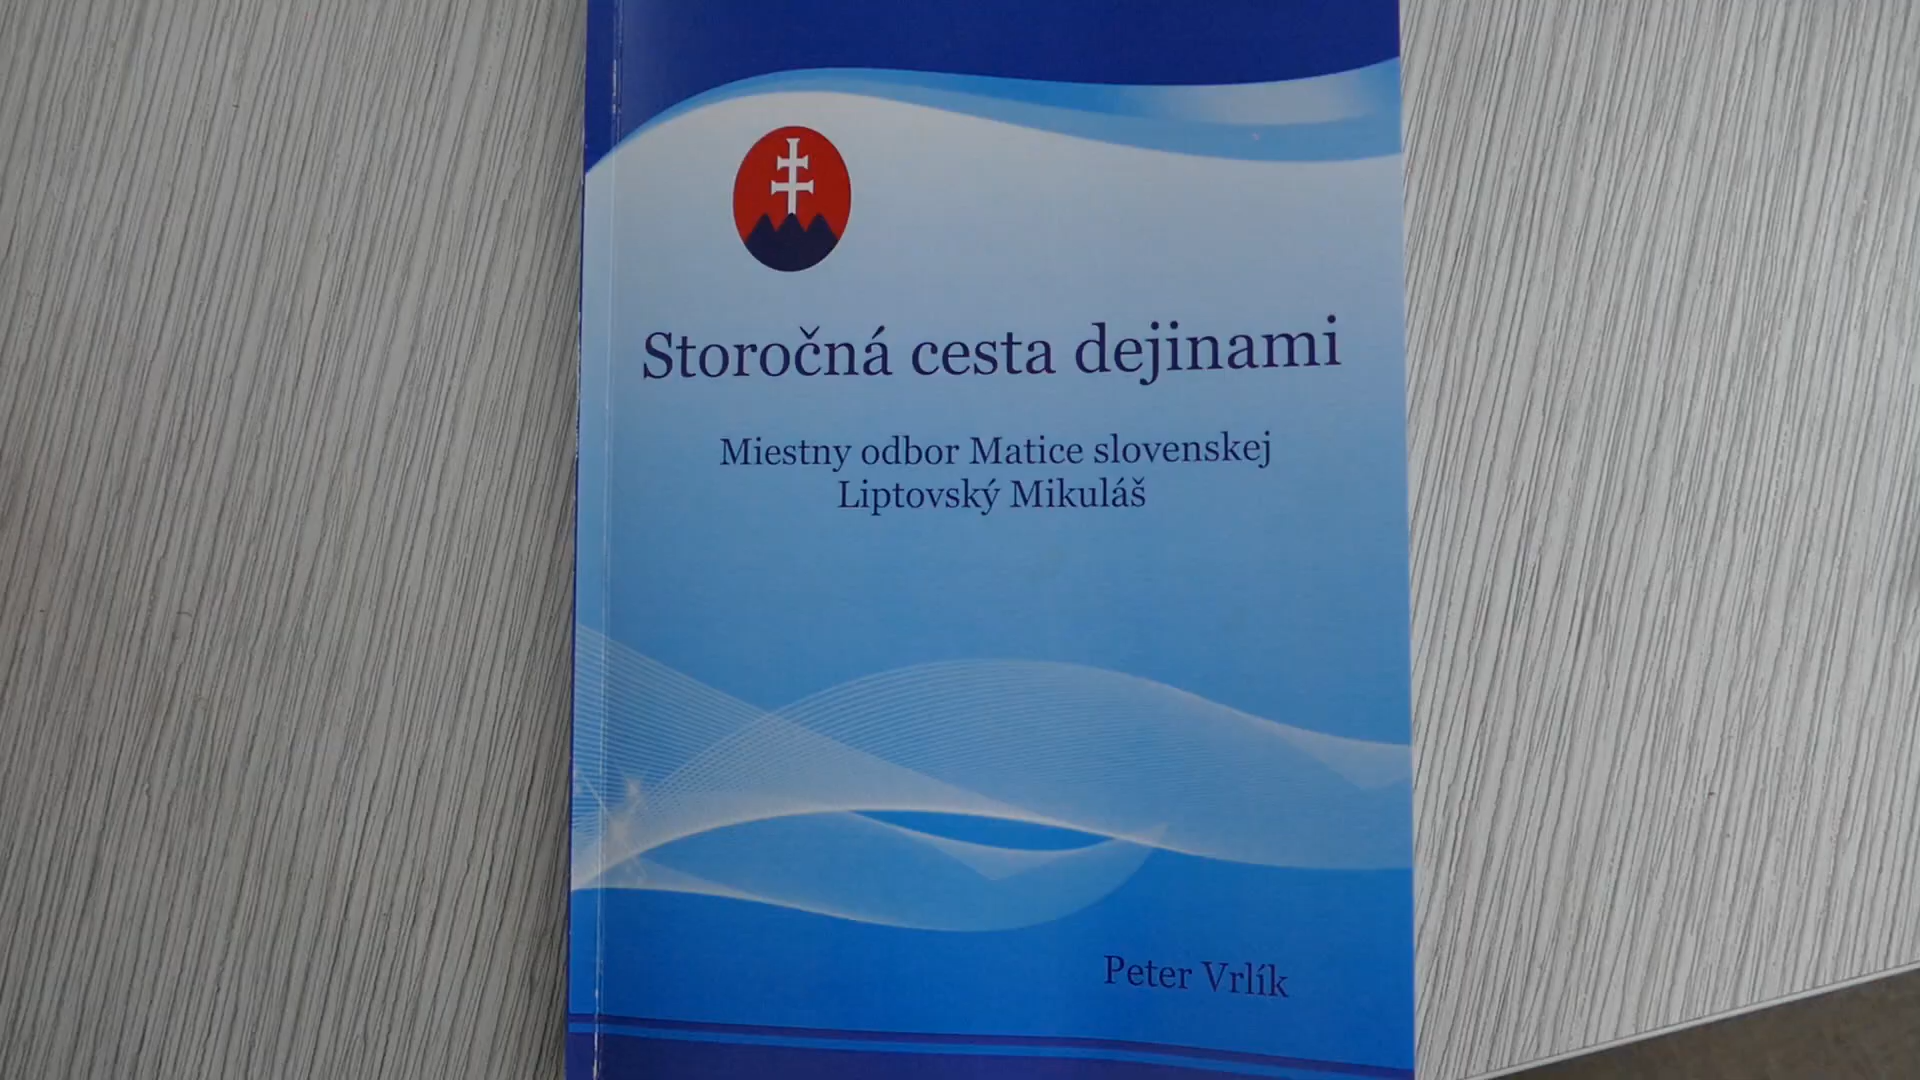 Storočná cesta dejinami
Miestny odbor Matice slovenskej
Liptovský Mikuláš
Peter Vrlík